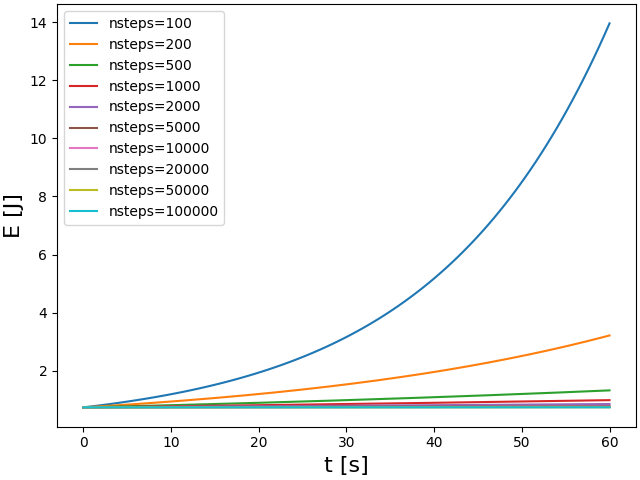 14
12
10
8
6
4
2
E [J]
nsteps=100
nsteps=200
nsteps=500
nsteps=1000
nsteps=2000
nsteps=5000
nsteps=10000
nsteps=20000
nsteps=50000
nsteps=100000
0 10 20 30 40 50 60
t [s]